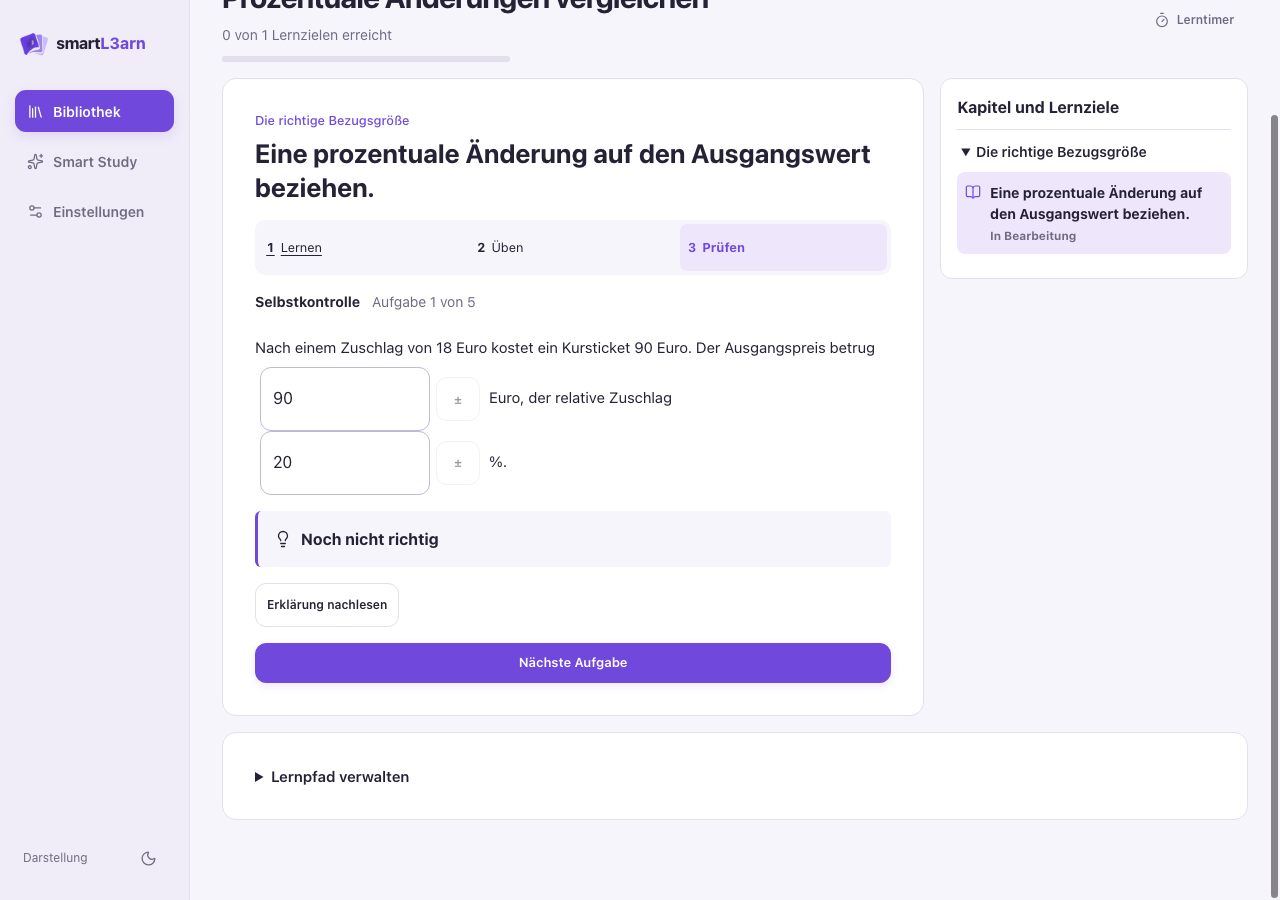 smartL3arn
Bibliothek
Smart Study
Einstellungen
Darstellung
Prozentuale Änderungen vergleichen
0 von 1 Lernzielen erreicht
Lerntimer
Die richtige Bezugsgröße
Eine prozentuale Änderung auf den Ausgangswert
beziehen.
1 Lernen
2 Üben
3 Prüfen
Selbstkontrolle Aufgabe 1 von 5
Nach einem Zuschlag von 18 Euro kostet ein Kursticket 90 Euro. Der Ausgangspreis betrug
90 ± Euro, der relative Zuschlag
20 ± %.
Noch nicht richtig
Erklärung nachlesen
Nächste Aufgabe
Kapitel und Lernziele
Die richtige Bezugsgröße
Eine prozentuale Änderung auf
den Ausgangswert beziehen.
In Bearbeitung
Lernpfad verwalten